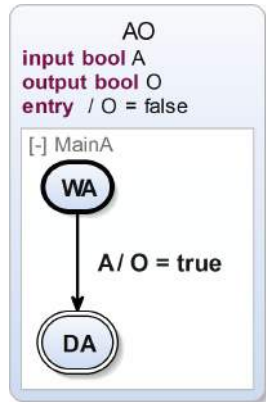 AO
input bool A
output bool O
entry / O = false
[-] MainA
WA
A / O = true
DA